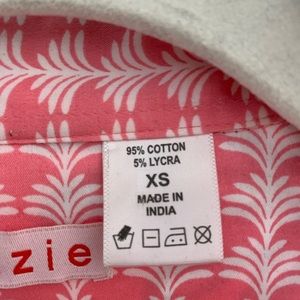 95% COTTON
5% LYCRA
XS
MADE IN
INDIA
zie